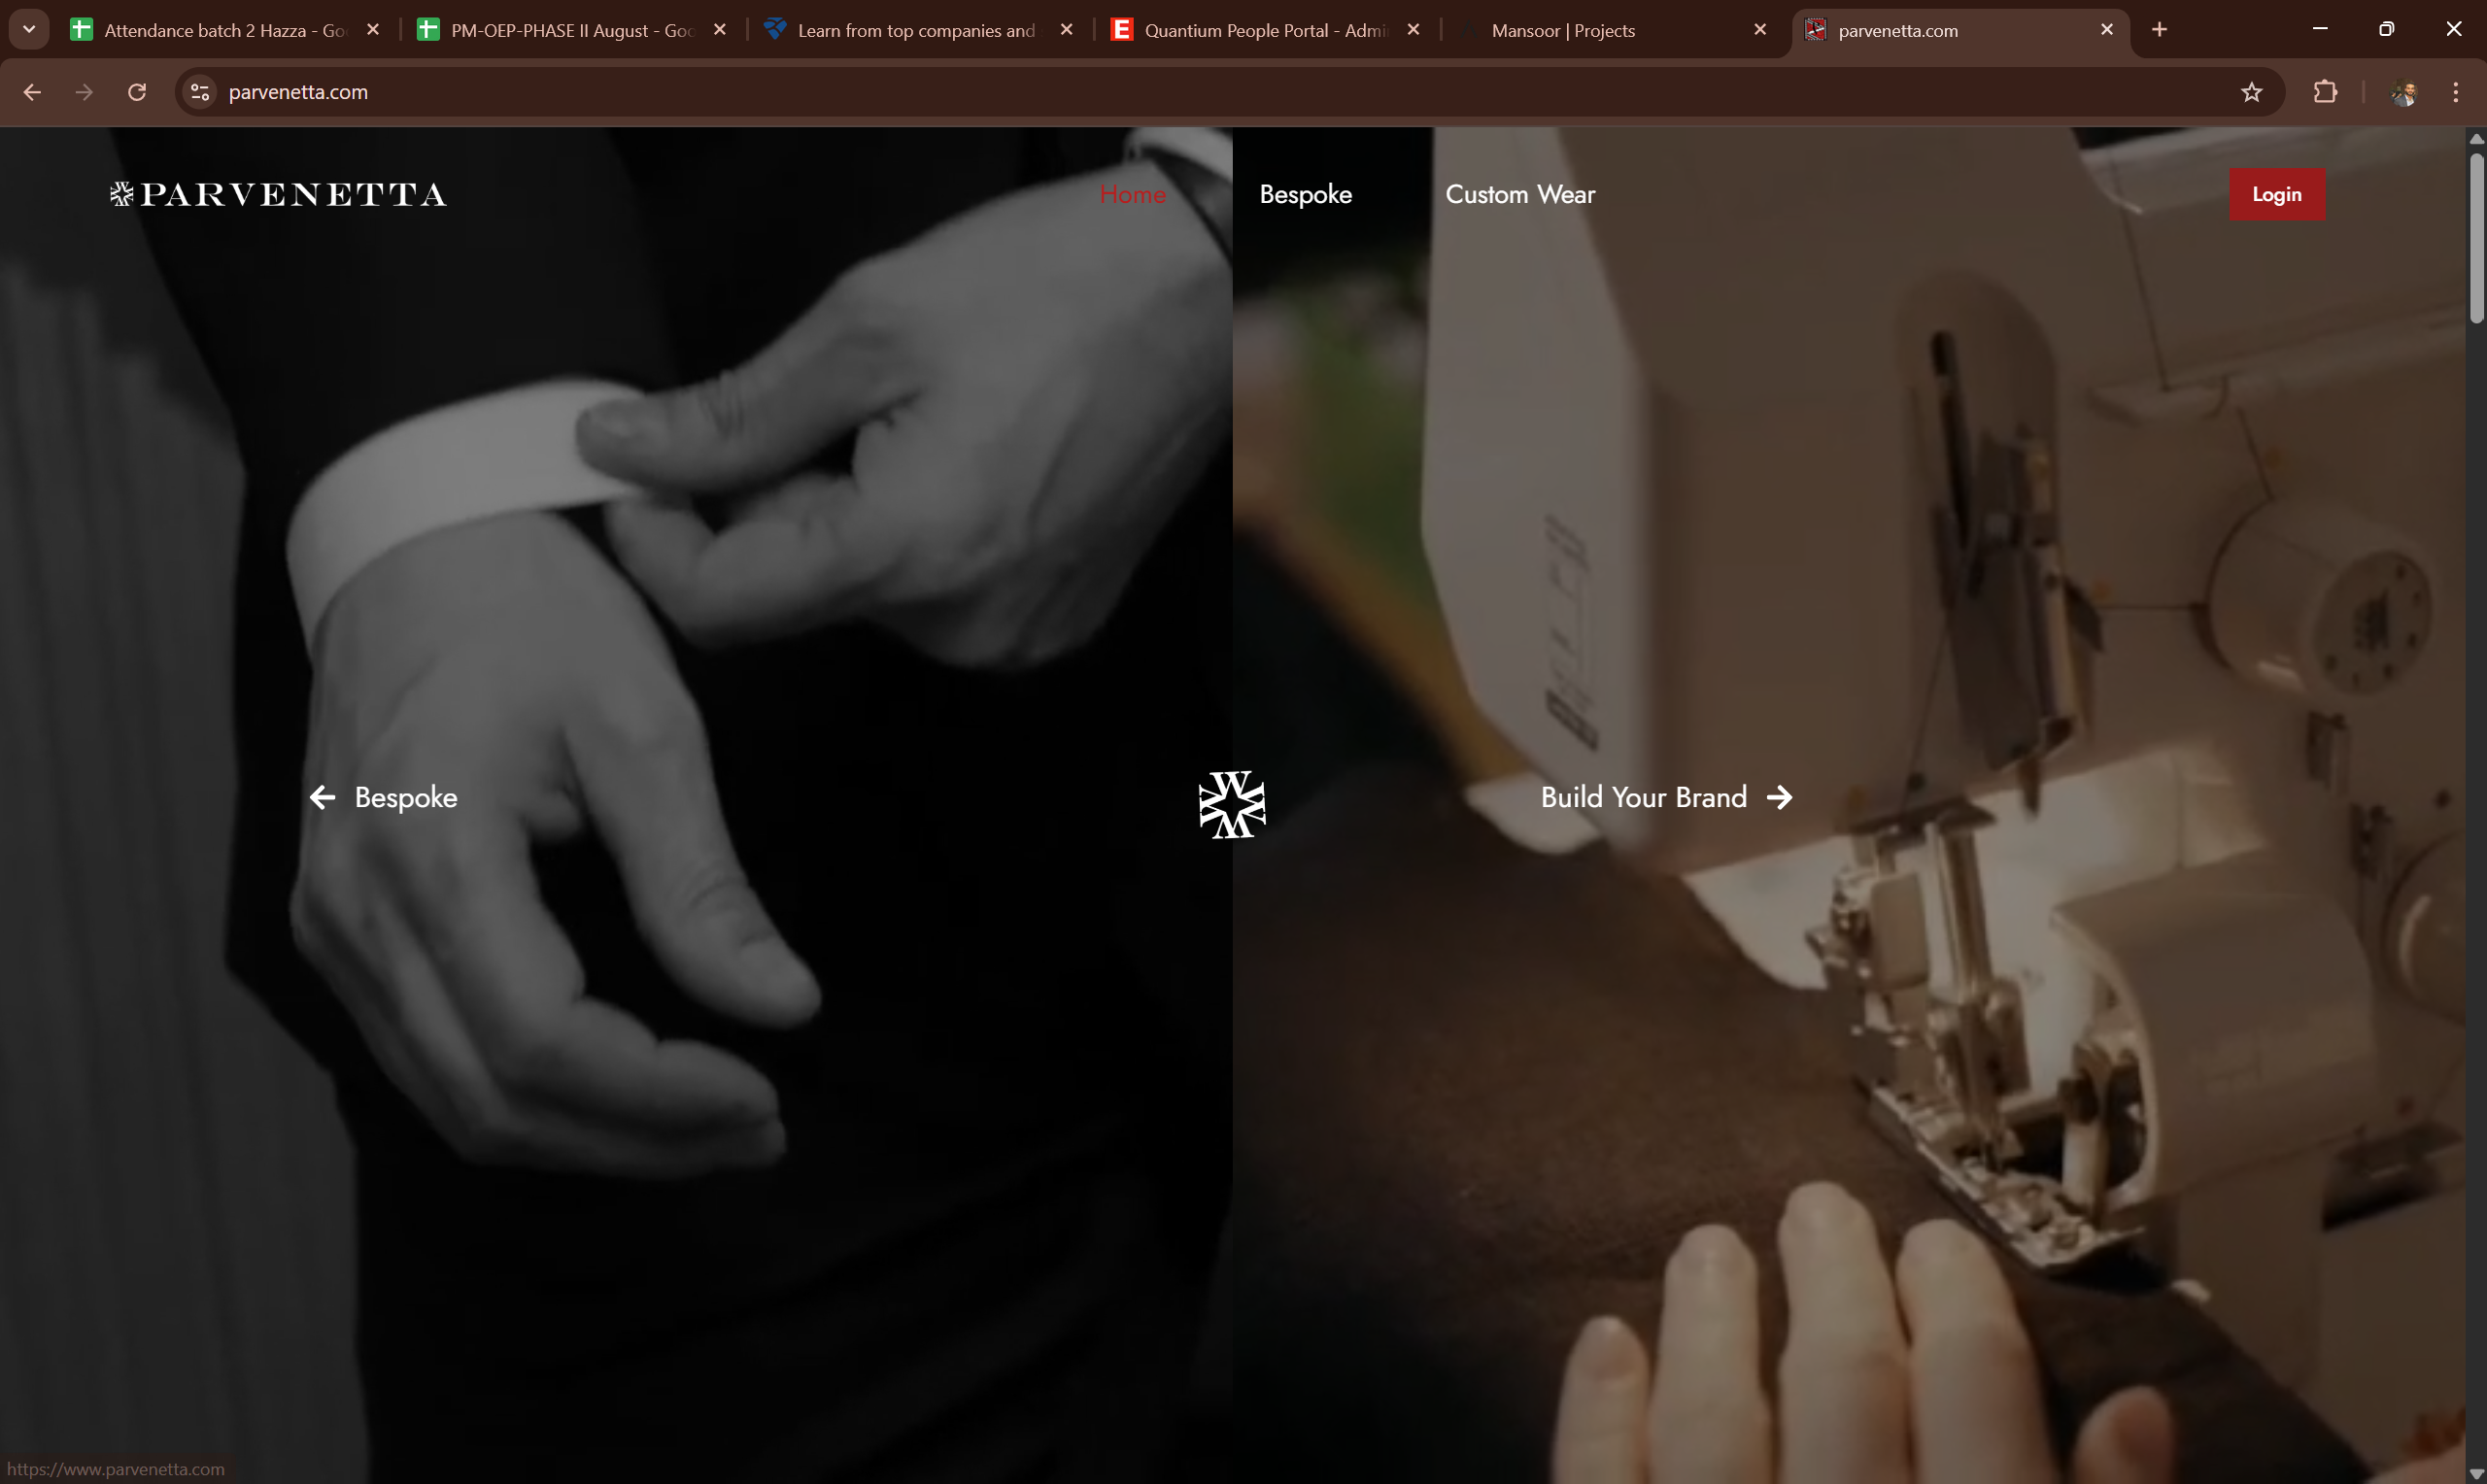 Attendance batch 2 Hazza - Go
PM-OEP-PHASE II August - Goo
Learn from top companies and
Quantium People Portal - Admi
Mansoor | Projects
parvenetta.com
parvenetta.com
PARVENETTA
Home
Bespoke
Custom Wear
Login
Bespoke
Build Your Brand
https://www.parvenetta.com